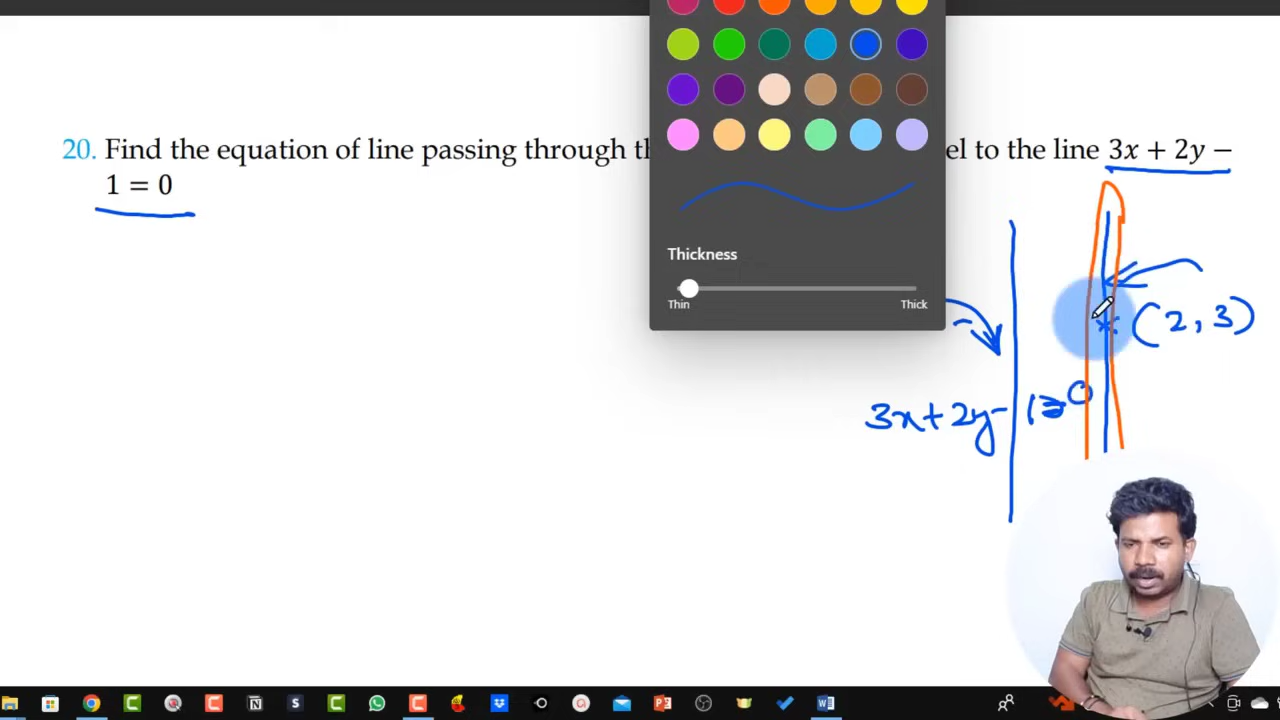 20. Find the equation of line passing through th el to the line 3x + 2y −
1 = 0
Thickness
Thin Thick
(2, 3)
3x + 2y - 1 = 0